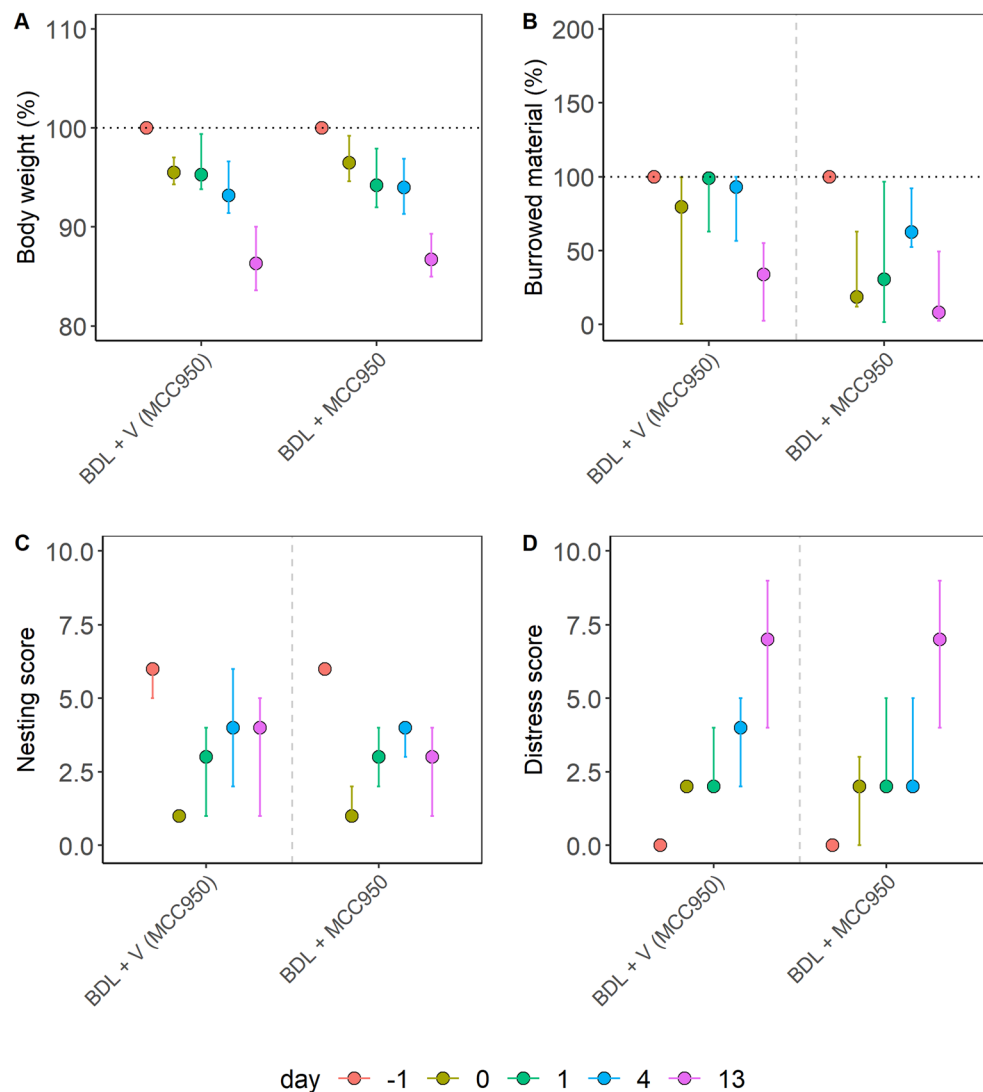 A
B
110
100
90
80
Body weight (%)
BDL + V (MCC950)
BDL + MCC950
200
150
100
50
0
Burrowed material (%)
BDL + V (MCC950)
BDL + MCC950
C
D
10.0
7.5
5.0
2.5
0.0
Nesting score
BDL + V (MCC950)
BDL + MCC950
10.0
7.5
5.0
2.5
0.0
Distress score
BDL + V (MCC950)
BDL + MCC950
day -1 0 1 4 13